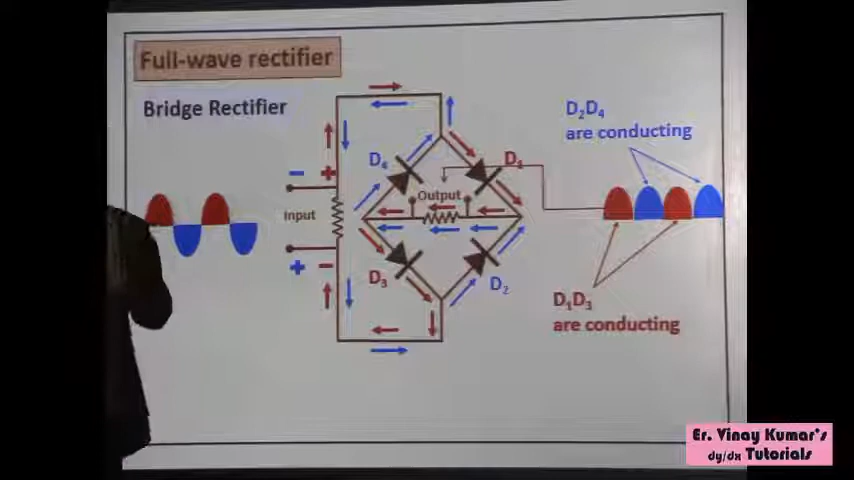 Full-wave rectifier
Bridge Rectifier
D₂D₄
are conducting
D₄
D₁
− +
Output
Input
+ −
D₃
D₂
D₁D₃
are conducting
Er. Vinay Kumar's
dy/dx Tutorials